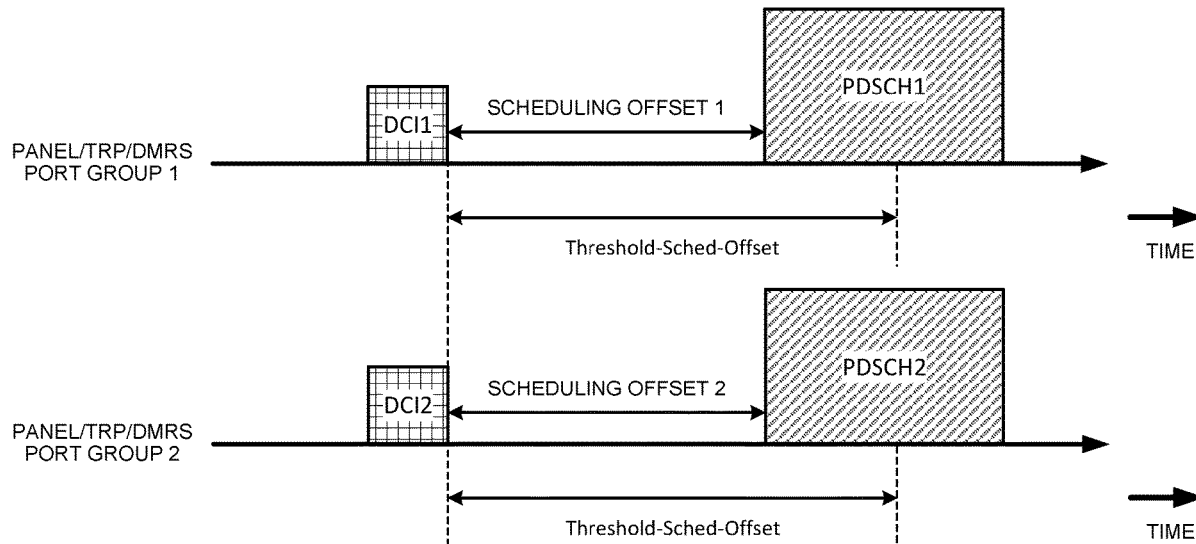 PDSCH1
DCI1
SCHEDULING OFFSET 1
PANEL/TRP/DMRS
PORT GROUP 1
Threshold-Sched-Offset
TIME
PDSCH2
DCI2
SCHEDULING OFFSET 2
PANEL/TRP/DMRS
PORT GROUP 2
Threshold-Sched-Offset
TIME